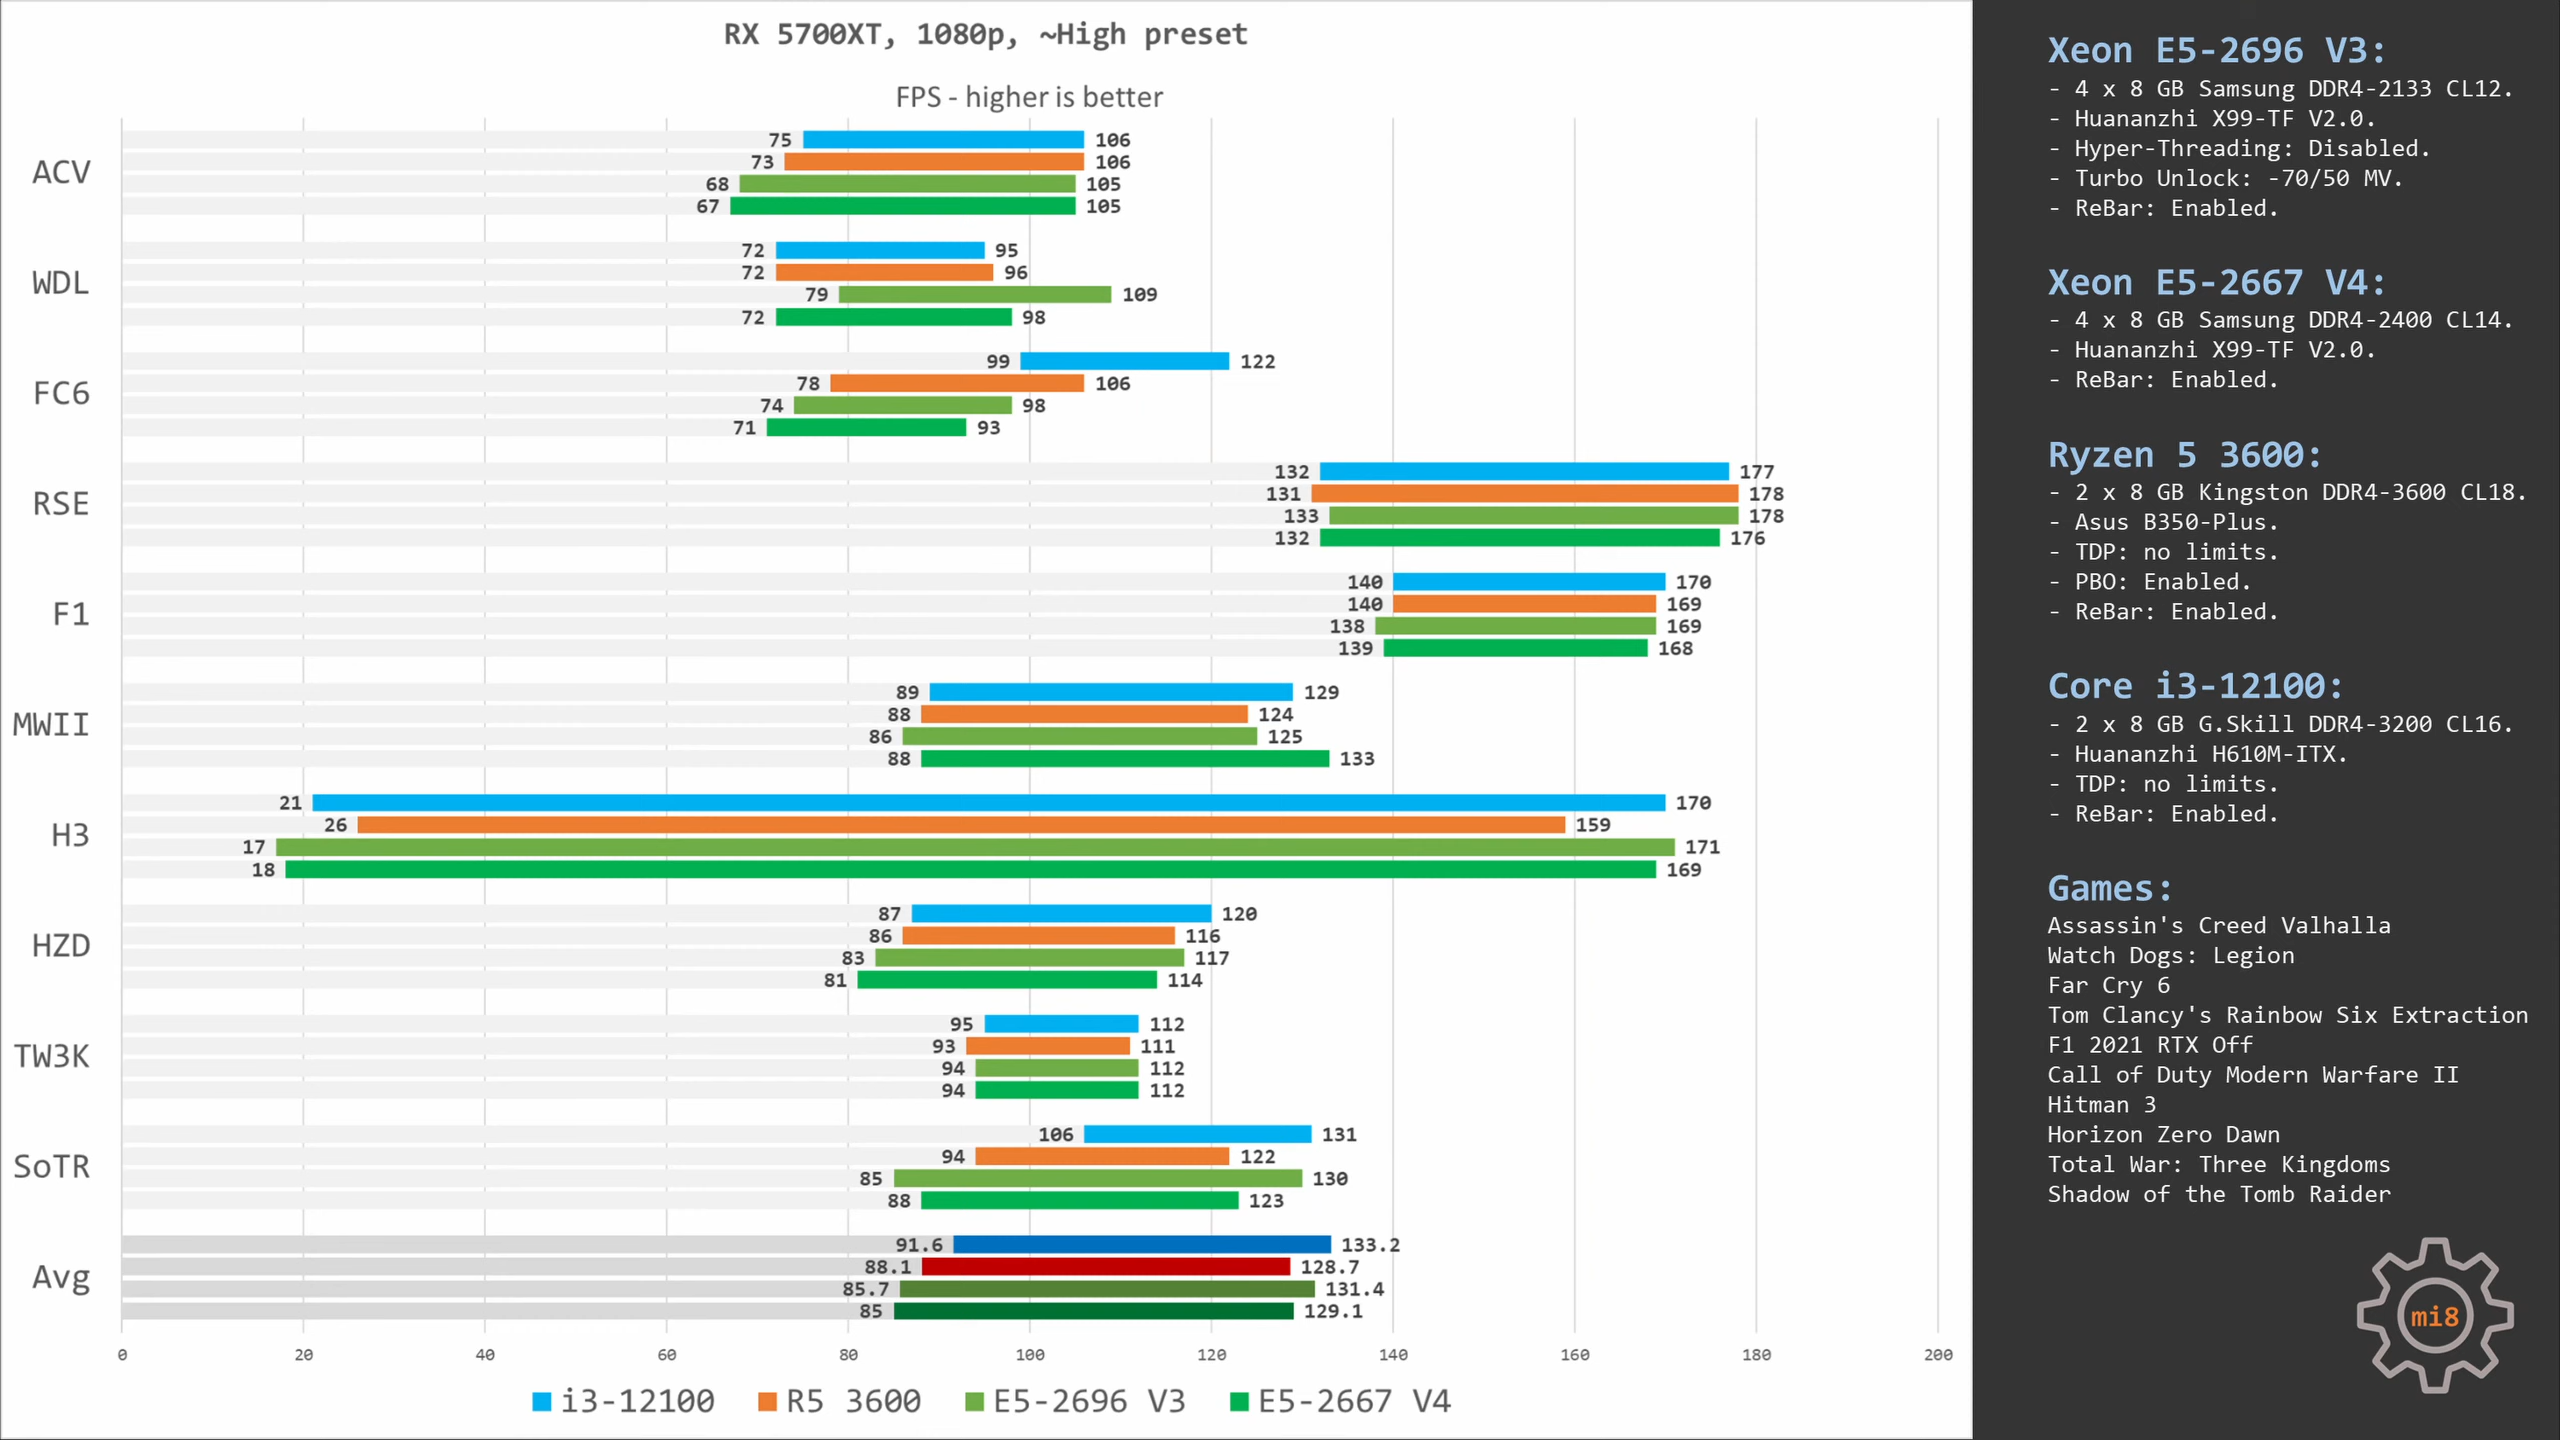 RX 5700XT, 1080p, ~High preset
FPS - higher is better
ACV
75 106
73 106
68 105
67 105
WDL
72 95
72 96
79 109
72 98
FC6
99 122
78 106
74 98
71 93
RSE
132 177
131 178
133 178
132 176
F1
140 170
140 169
138 169
139 168
MWII
89 129
88 124
86 125
88 133
H3
21 170
26 159
17 171
18 169
HZD
87 120
86 116
83 117
81 114
TW3K
95 112
93 111
94 112
94 112
SoTR
106 131
94 122
85 130
88 123
Avg
91.6 133.2
88.1 128.7
85.7 131.4
85 129.1
0 20 40 60 80 100 120 140 160 180 200
i3-12100 R5 3600 E5-2696 V3 E5-2667 V4
Xeon E5-2696 V3:
- 4 x 8 GB Samsung DDR4-2133 CL12.
- Huananzhi X99-TF V2.0.
- Hyper-Threading: Disabled.
- Turbo Unlock: -70/50 MV.
- ReBar: Enabled.
Xeon E5-2667 V4:
- 4 x 8 GB Samsung DDR4-2400 CL14.
- Huananzhi X99-TF V2.0.
- ReBar: Enabled.
Ryzen 5 3600:
- 2 x 8 GB Kingston DDR4-3600 CL18.
- Asus B350-Plus.
- TDP: no limits.
- PBO: Enabled.
- ReBar: Enabled.
Core i3-12100:
- 2 x 8 GB G.Skill DDR4-3200 CL16.
- Huananzhi H610M-ITX.
- TDP: no limits.
- ReBar: Enabled.
Games:
Assassin's Creed Valhalla
Watch Dogs: Legion
Far Cry 6
Tom Clancy's Rainbow Six Extraction
F1 2021 RTX Off
Call of Duty Modern Warfare II
Hitman 3
Horizon Zero Dawn
Total War: Three Kingdoms
Shadow of the Tomb Raider
mi8